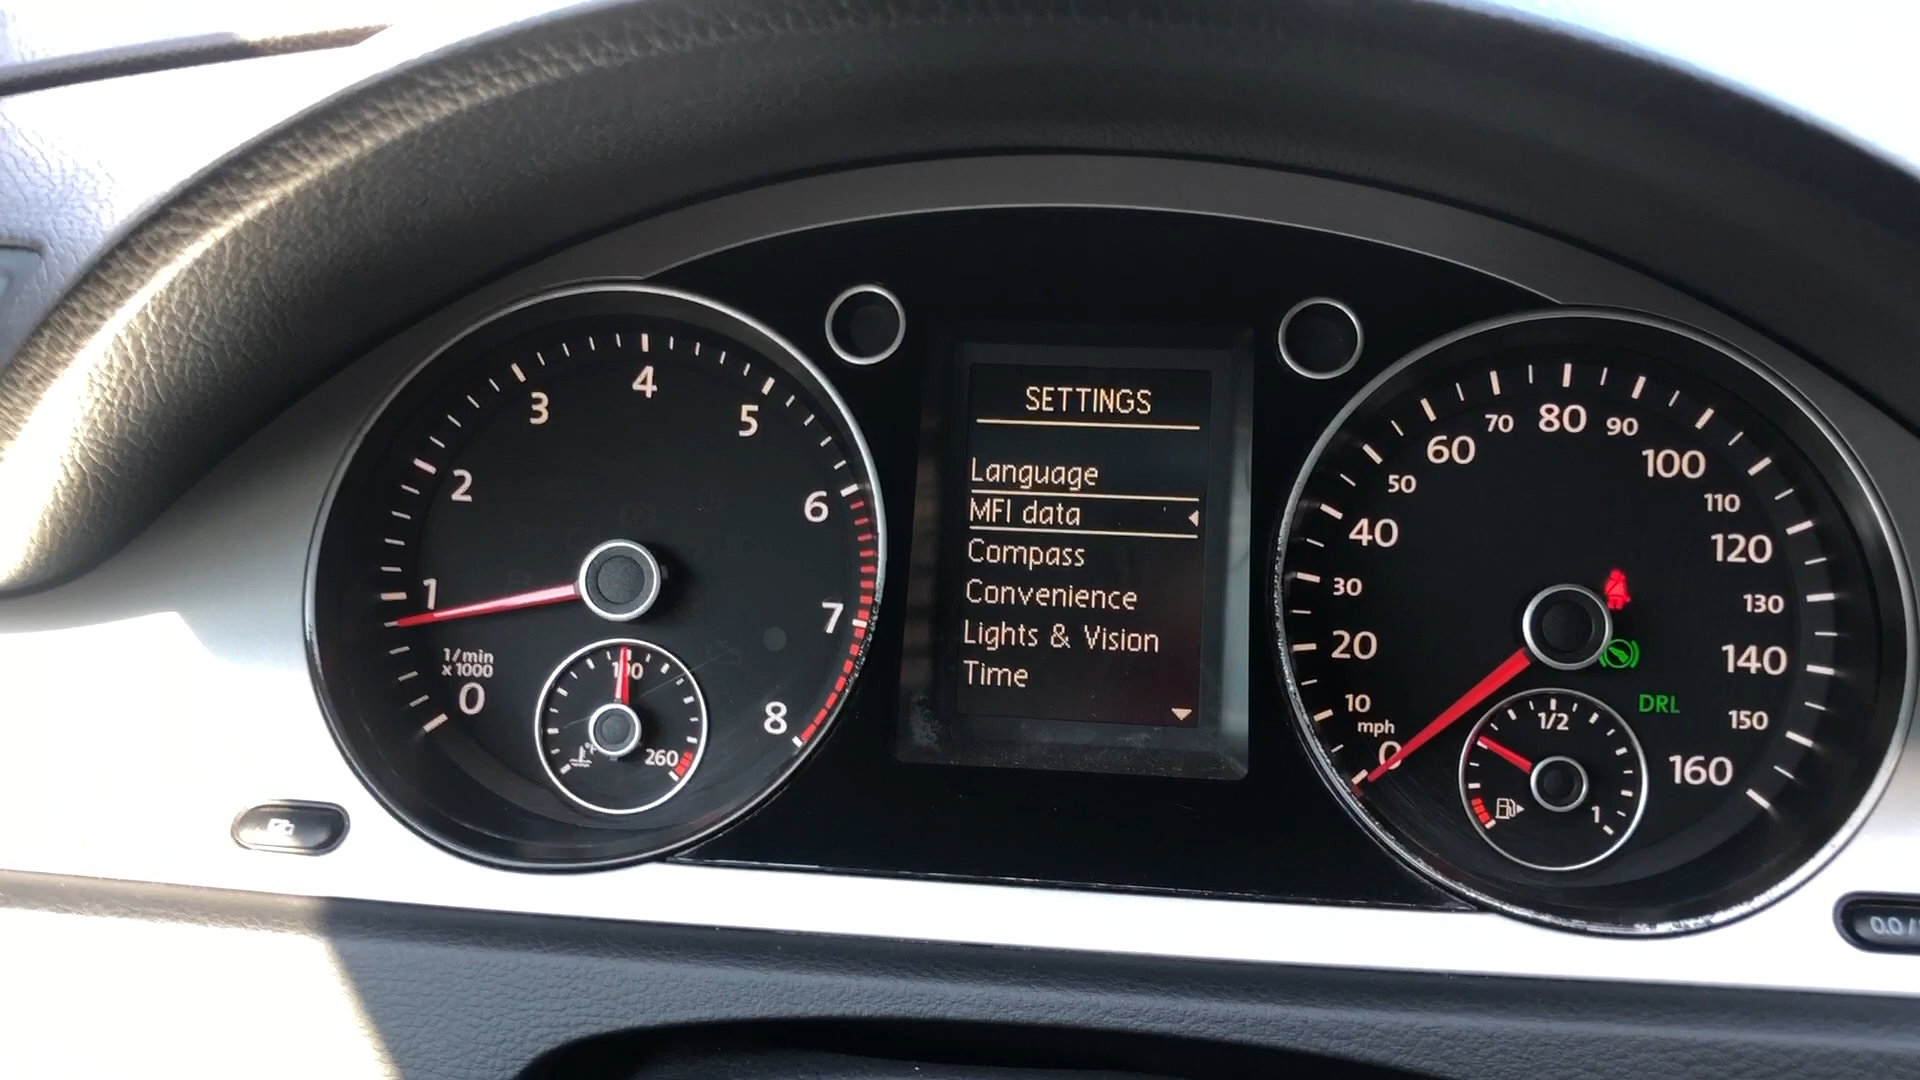 0
1
2
3
4
5
6
7
8
1/min
x 1000
°F
260
SETTINGS
Language
MFI data
Compass
Convenience
Lights & Vision
Time
0
mph
10
20
30
40
50
60
70
80
90
100
110
120
130
140
150
160
DRL
1/2
1
0.0 /